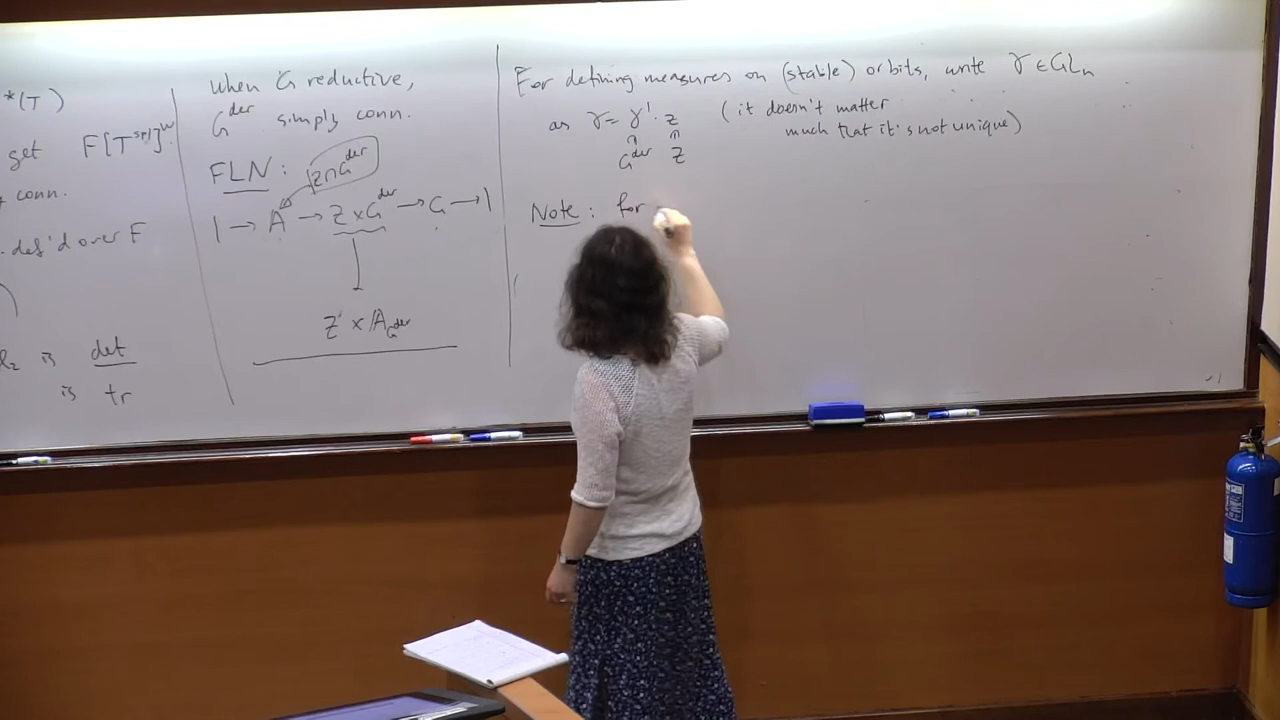 *(T)
get F[T^{spl}]^W
conn.
def'd over F
is det
is tr
When G reductive,
G^{der} simply conn.
FLN: Z∩G^{der}
1 → A → Z × G^{der} → G → 1
Z' × A_{G^{der}}
For defining measures on (stable) orbits, write γ ∈ GL_n
as γ = γ' · z (it doesn't matter
much that it's not unique)
G^{der} Z
Note: for